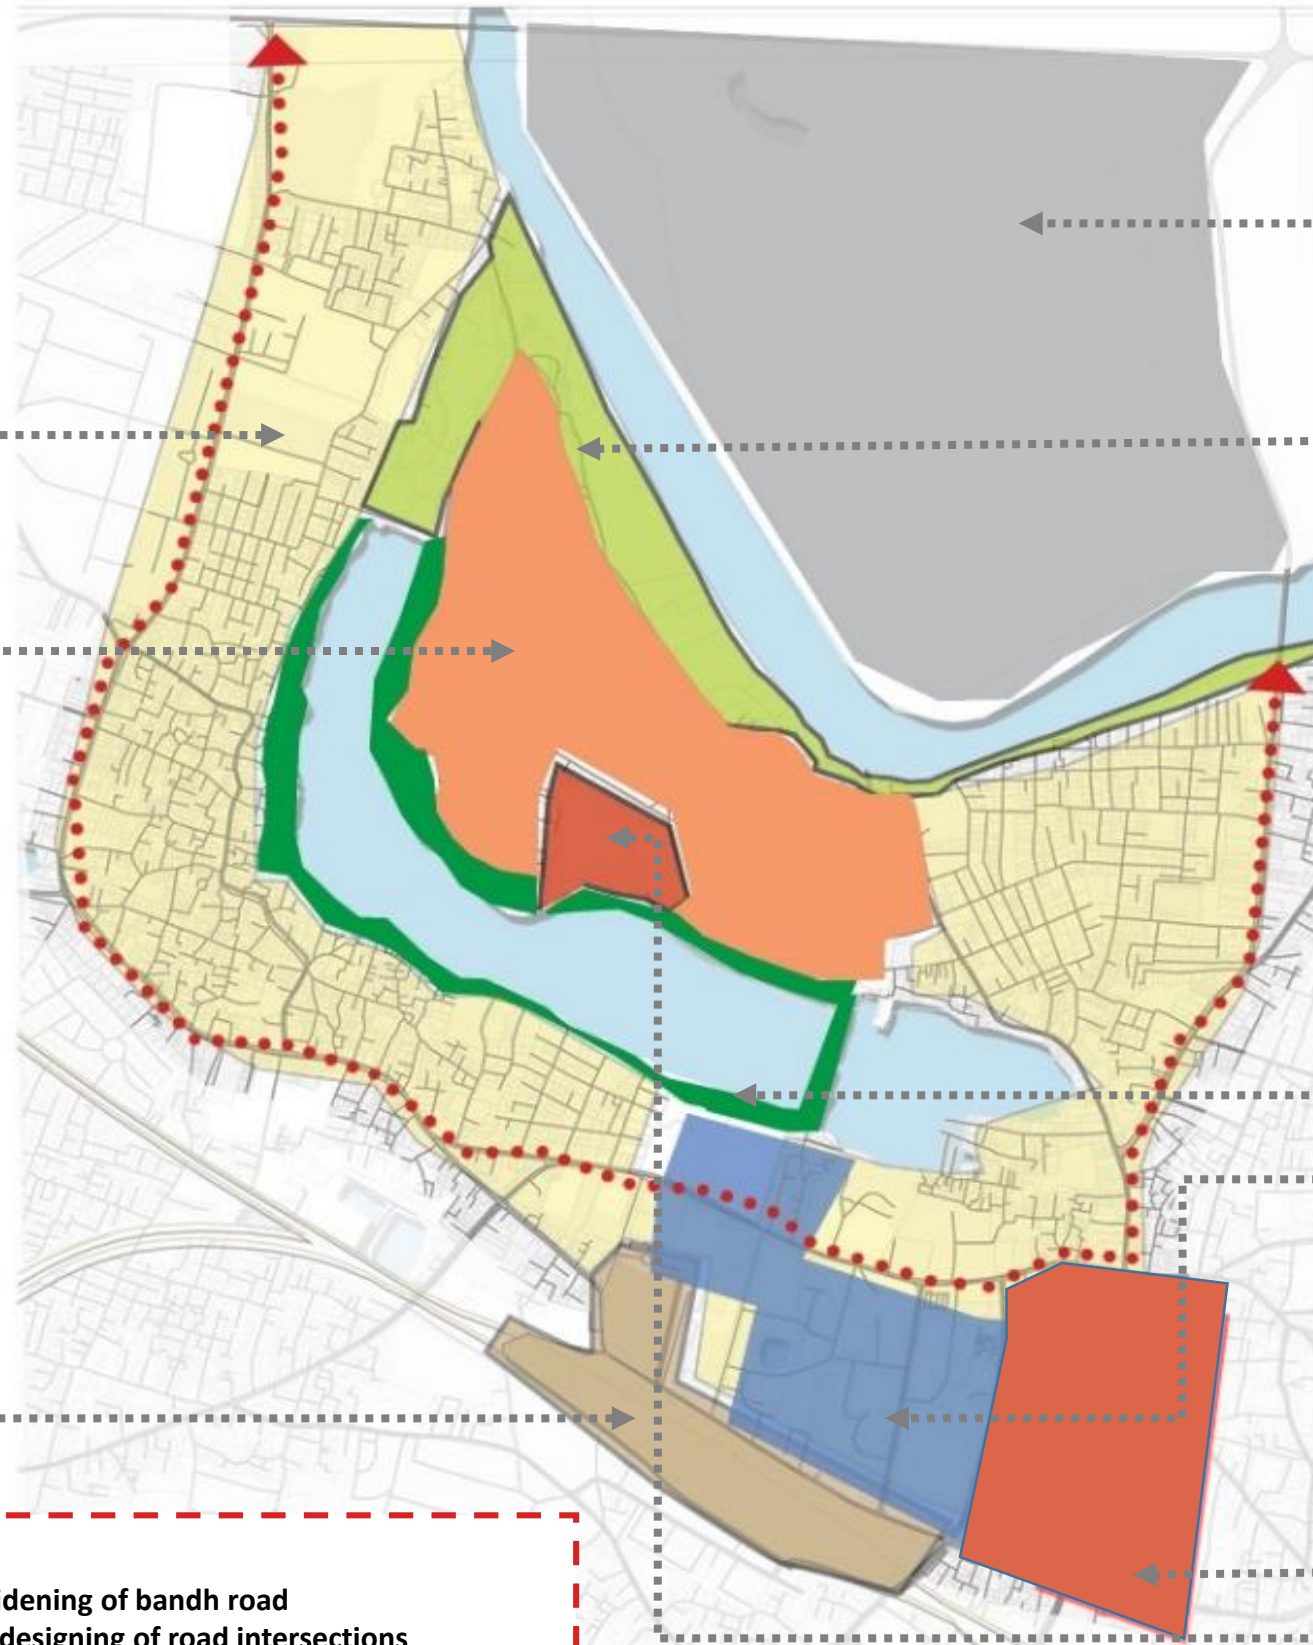 idening of bandh road
designing of road intersections